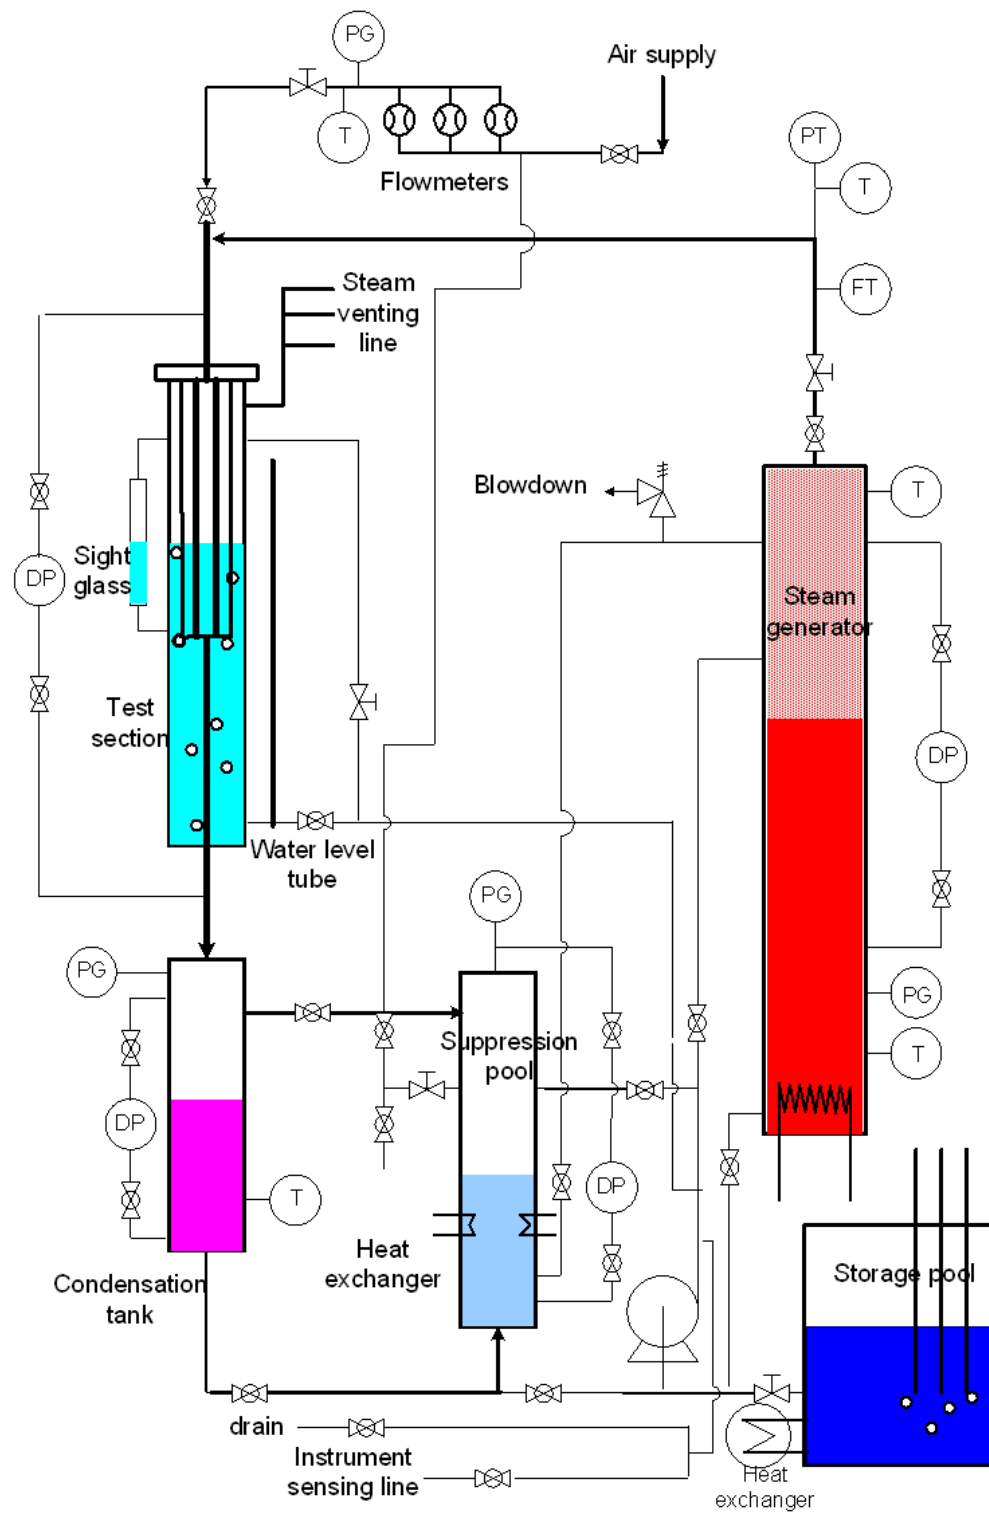 PG
Air supply
T
PT
T
Flowmeters
FT
Steam
venting
line
Blowdown
T
Sight
glass
DP
Steam
generator
Test
section
DP
Water level
tube
PG
PG
PG
Suppression
pool
T
DP
DP
T
Heat
exchanger
Storage pool
Condensation
tank
drain
Instrument
sensing line
Heat
exchanger